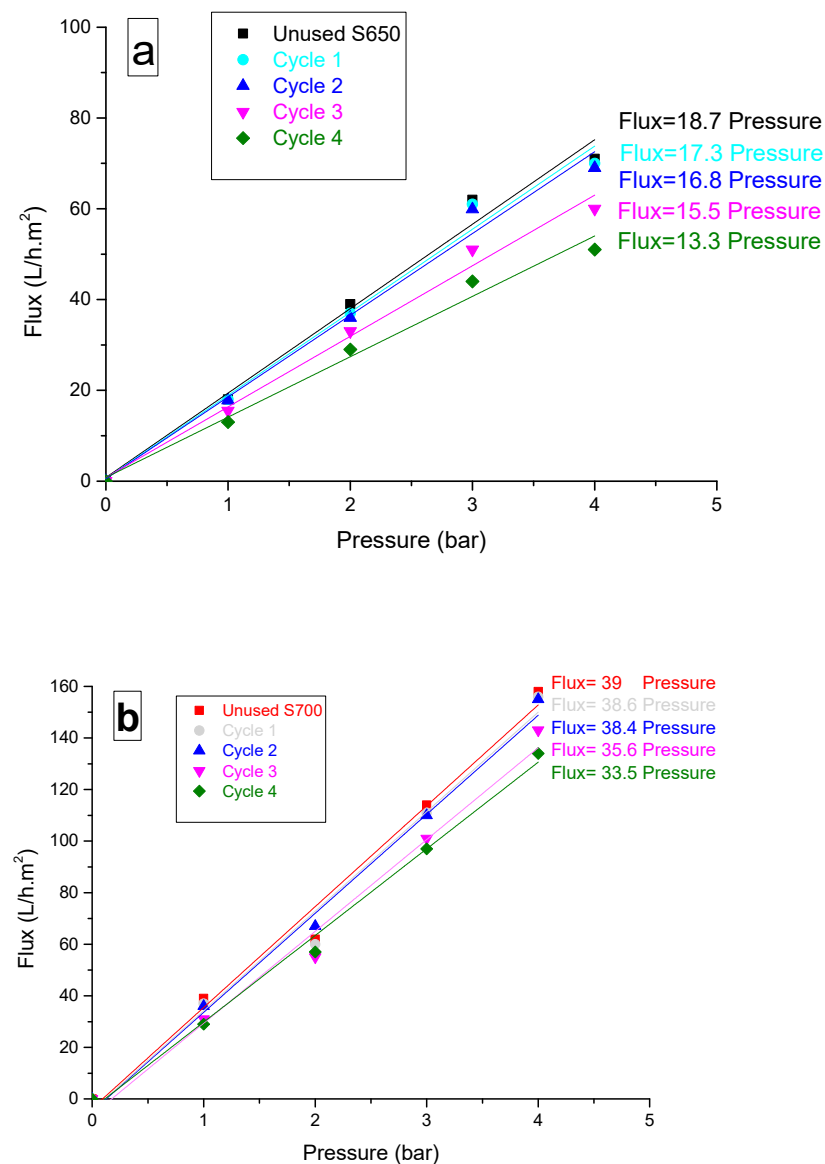 a
Unused S650
Cycle 1
Cycle 2
Cycle 3
Cycle 4
Flux=18.7 Pressure
Flux=17.3 Pressure
Flux=16.8 Pressure
Flux=15.5 Pressure
Flux=13.3 Pressure
100
80
60
40
20
0
Flux (L/h.m²)
0 1 2 3 4 5
Pressure (bar)
b
Unused S700
Cycle 1
Cycle 2
Cycle 3
Cycle 4
Flux= 39 Pressure
Flux= 38.6 Pressure
Flux= 38.4 Pressure
Flux= 35.6 Pressure
Flux= 33.5 Pressure
160
140
120
100
80
60
40
20
0
Flux (L/h.m²)
0 1 2 3 4 5
Pressure (bar)